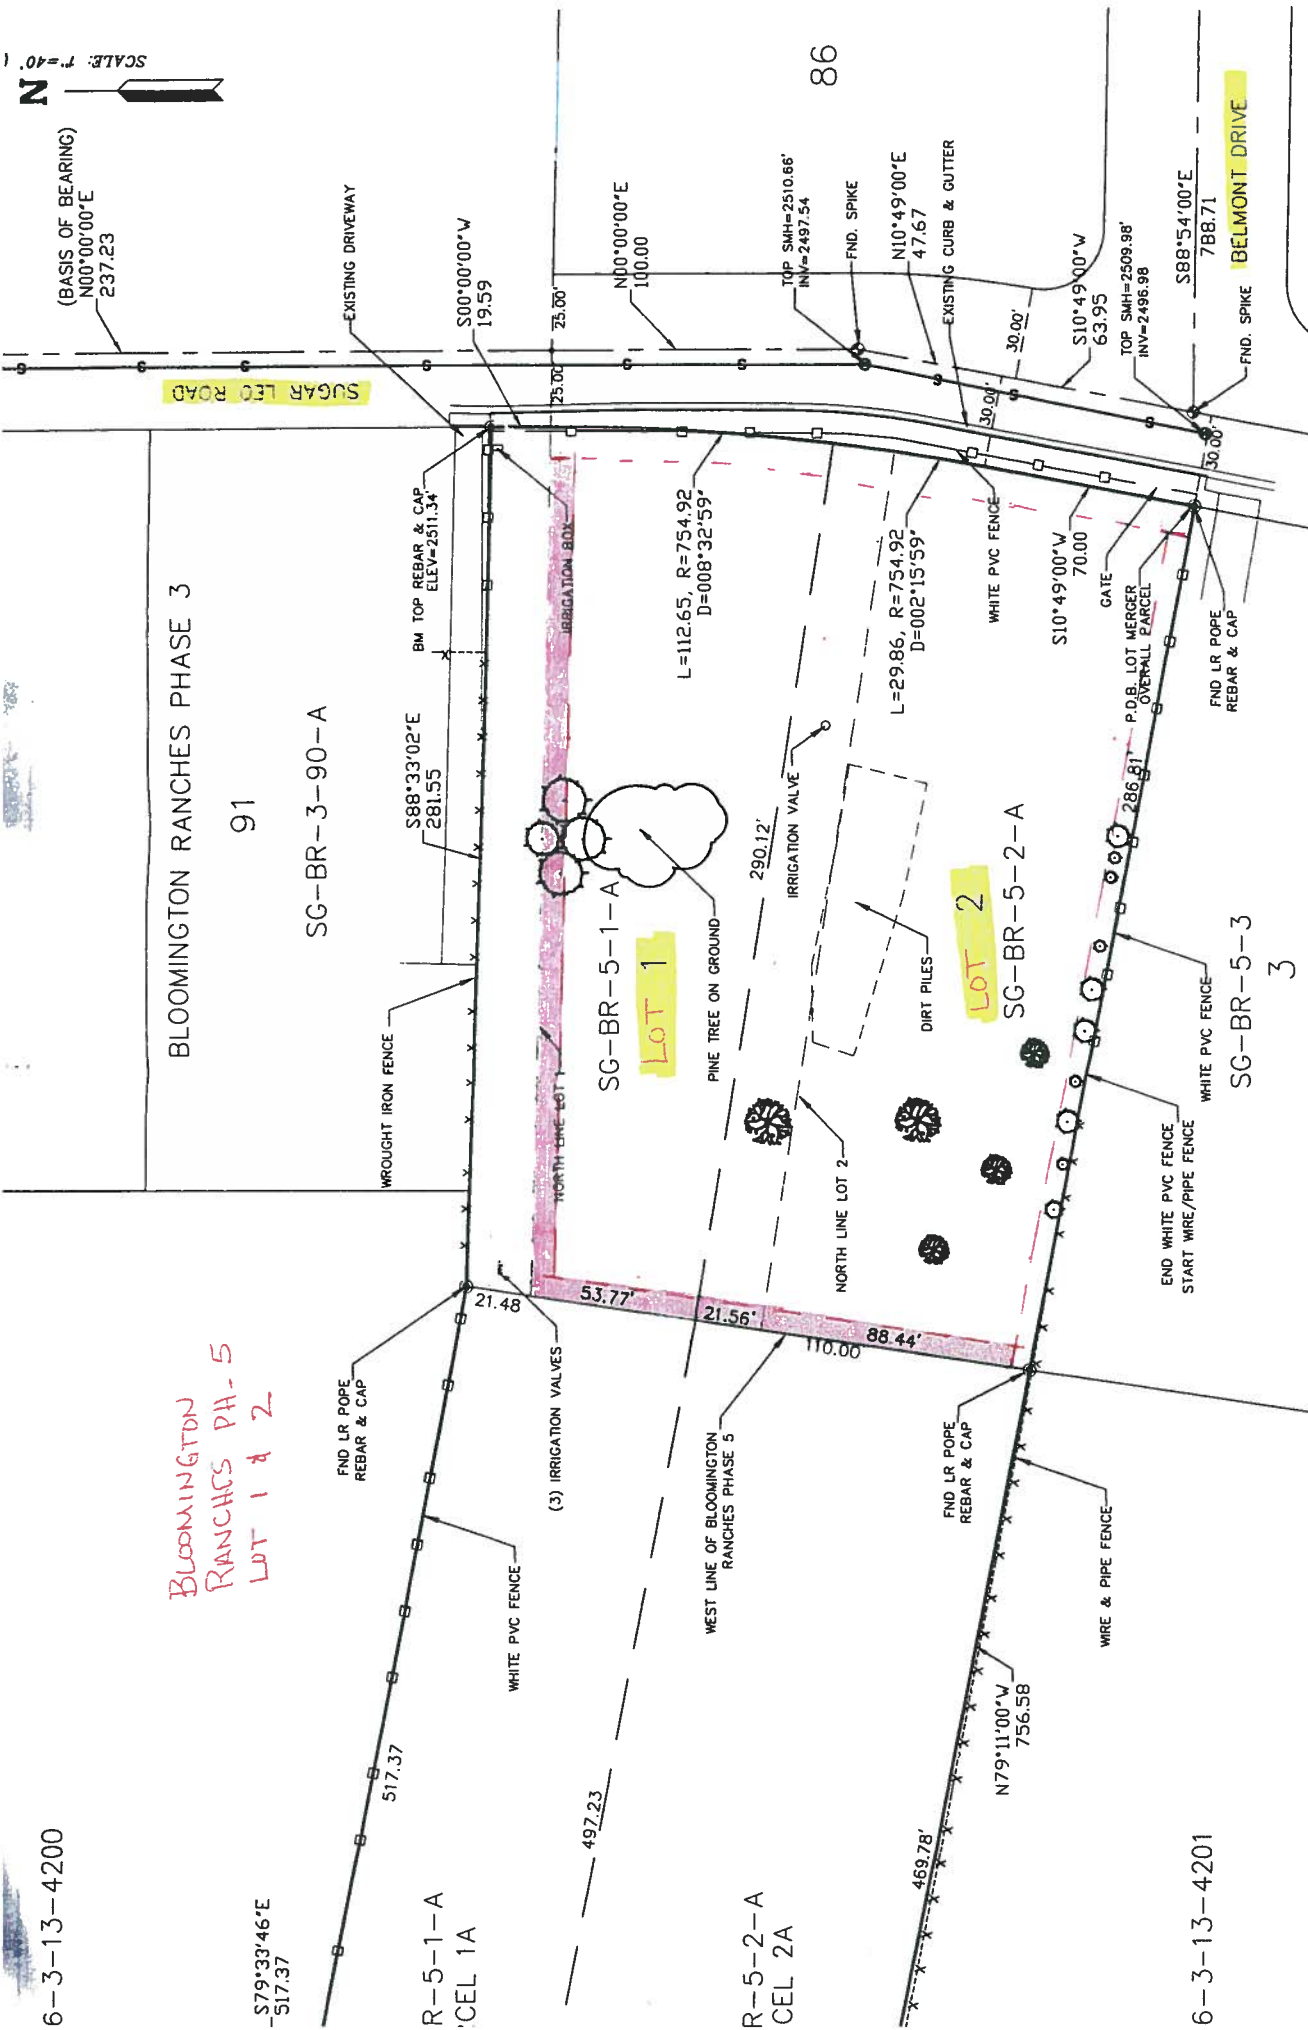 N
SCALE: 1"=40'
(BASIS OF BEARING)
N00°00'00"E
237.23
EXISTING DRIVEWAY
S00°00'00"W
19.59
SUGAR LEO ROAD
25.00'
25.00'
N00°00'00"E
100.00
86
TOP SMH=2510.66'
INV=2497.54
FND. SPIKE
N10°49'00"E
47.67
EXISTING CURB & GUTTER
30.00'
30.00'
S10°49'00"W
63.95
TOP SMH=2509.98'
INV=2496.98
S88°54'00"E
788.71
BELMONT DRIVE
FND. SPIKE
30.00'
BLOOMINGTON RANCHES PHASE 3
91
SG-BR-3-90-A
BM TOP REBAR & CAP
ELEV=2511.34'
S88°33'02"E
281.55
WROUGHT IRON FENCE
IRRIGATION BOX
NORTH LINE LOT 1
L=112.65, R=754.92
D=008°32'59"
SG-BR-5-1-A
LOT 1
PINE TREE ON GROUND
290.12'
IRRIGATION VALVE
L=29.86, R=754.92
D=002°15'59"
WHITE PVC FENCE
S10°49'00"W
70.00
GATE
P.O.B. LOT MERGER
OVERALL PARCEL
FND LR POPE
REBAR & CAP
DIRT PILES
LOT 2
SG-BR-5-2-A
286.81'
NORTH LINE LOT 2
WHITE PVC FENCE
SG-BR-5-3
3
END WHITE PVC FENCE
START WIRE/PIPE FENCE
21.48
53.77'
21.56'
88.44'
110.00
BLOOMINGTON
RANCHES PH-5
LOT 1 & 2
FND LR POPE
REBAR & CAP
(3) IRRIGATION VALVES
WHITE PVC FENCE
WEST LINE OF BLOOMINGTON
RANCHES PHASE 5
FND LR POPE
REBAR & CAP
WIRE & PIPE FENCE
N79°11'00"W
756.58
517.37
497.23
469.78'
6-3-13-4200
S79°33'46"E
517.37
R-5-1-A
CEL 1A
R-5-2-A
CEL 2A
6-3-13-4201